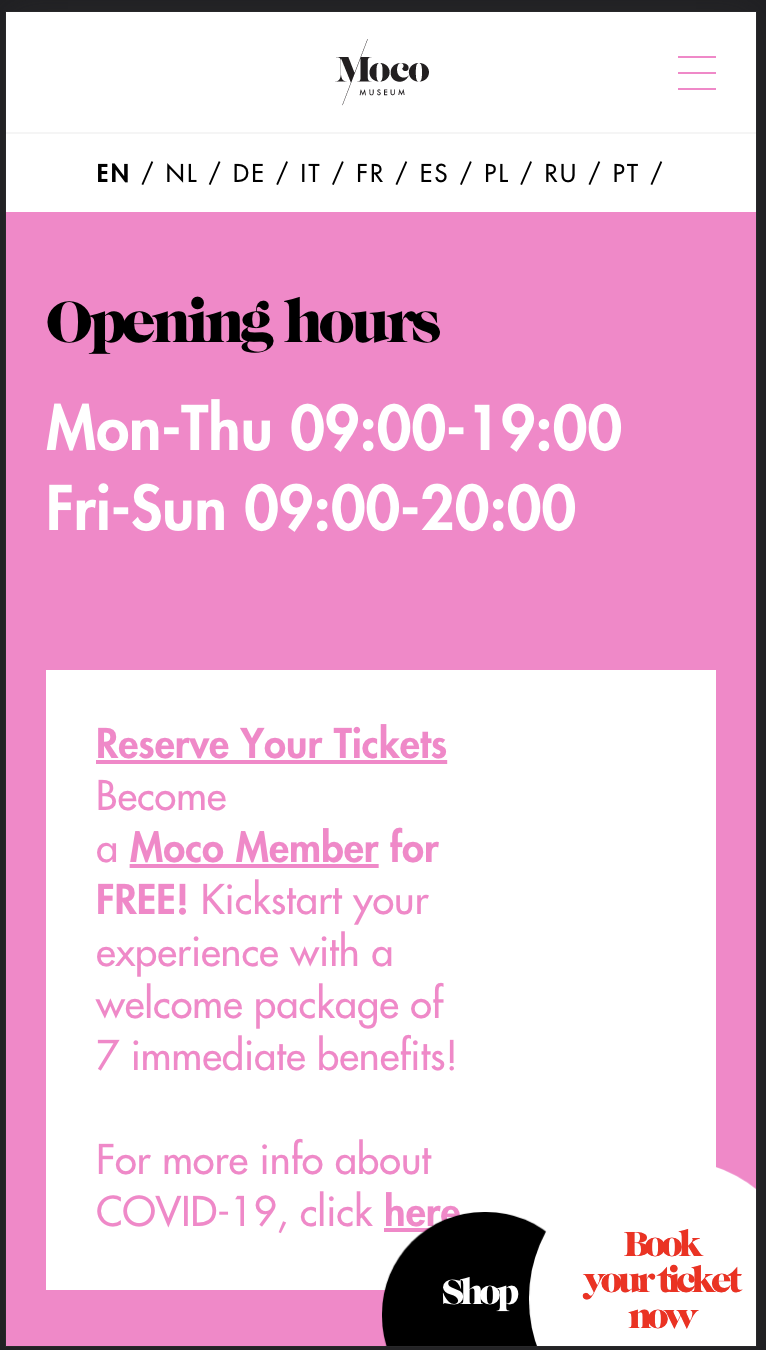 Moco
MUSEUM
EN / NL / DE / IT / FR / ES / PL / RU / PT /
Opening hours
Mon-Thu 09:00-19:00
Fri-Sun 09:00-20:00
Reserve Your Tickets
Become
a Moco Member for
FREE! Kickstart your
experience with a
welcome package of
7 immediate benefits!
For more info about
COVID-19, click here
Shop
Book
your ticket
now